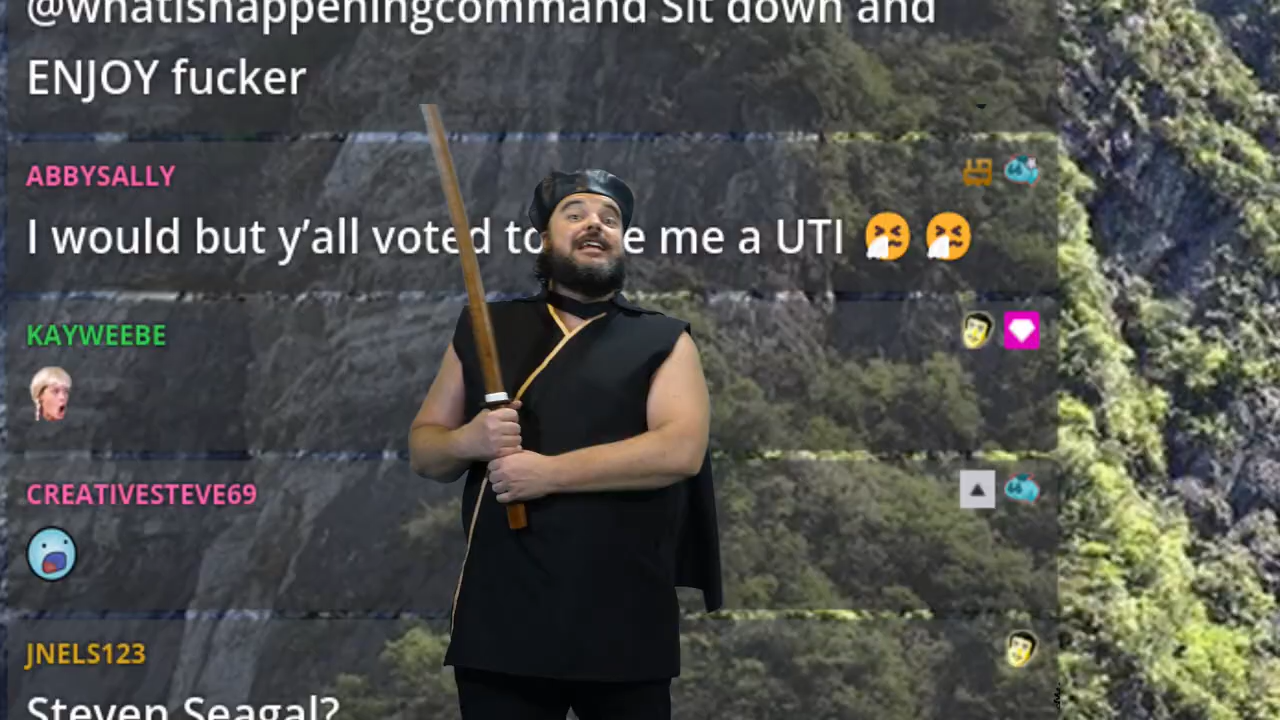 @whatishappeningcommand Sit down and
ENJOY fucker
ABBYSALLY
I would but y'all voted to me a UTI 🤧 🤧
KAYWEEBE
CREATIVESTEVE69
JNELS123
Steven Seagal?